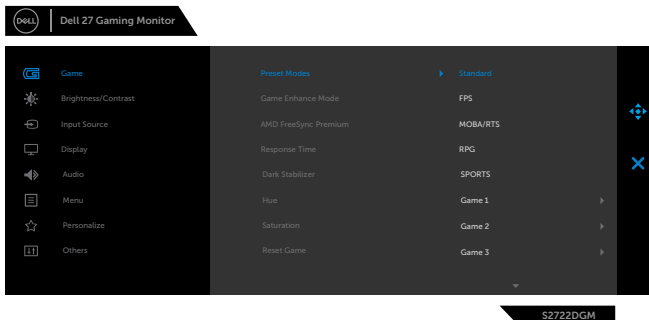 DELL Dell 27 Gaming Monitor
Game Preset Modes Standard
Brightness/Contrast Game Enhance Mode FPS
Input Source AMD FreeSync Premium MOBA/RTS
Display Response Time RPG
Audio Dark Stabilizer SPORTS
Menu Hue Game 1
Personalize Saturation Game 2
Others Reset Game Game 3
S2722DGM